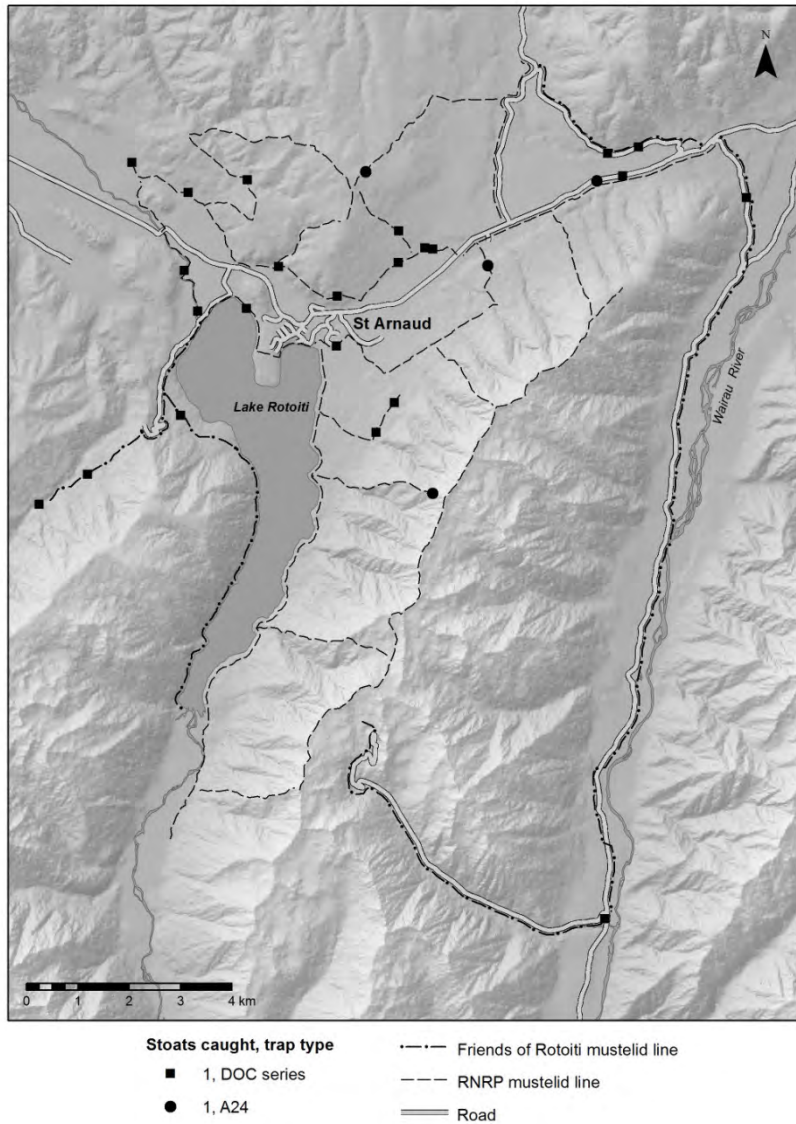 N
St Arnaud
Lake Rotoiti
Wairau River
0 1 2 3 4 km
Stoats caught, trap type
1, DOC series
1, A24
Friends of Rotoiti mustelid line
RNRP mustelid line
Road